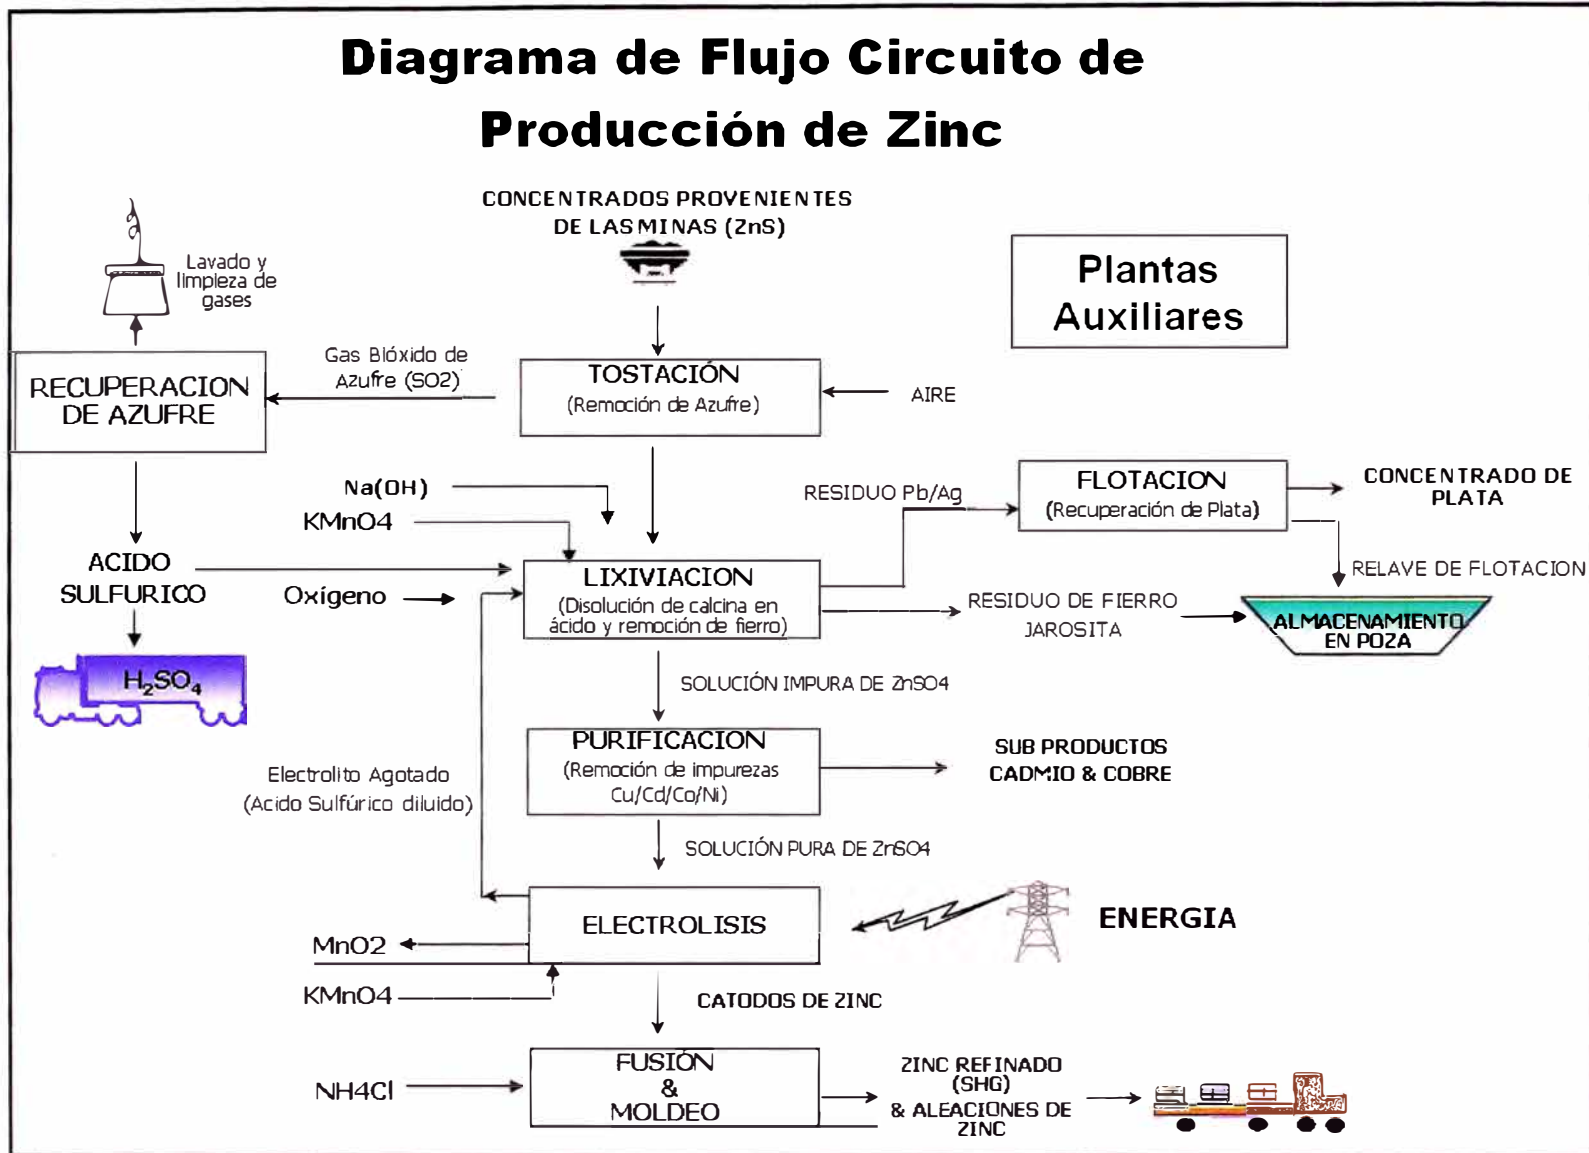 Diagrama de Flujo Circuito de
Producción de Zinc
CONCENTRADOS PROVENIENTES
DE LAS MINAS (ZnS)
Lavado y
limpieza de
gases
Plantas
Auxiliares
RECUPERACION
DE AZUFRE
Gas Bióxido de
Azufre (SO2)
TOSTACIÓN
(Remoción de Azufre)
AIRE
Na(OH)
KMnO4
RESIDUO Pb/Ag
FLOTACION
(Recuperación de Plata)
CONCENTRADO DE
PLATA
ACIDO
SULFURICO
Oxígeno
LIXIVIACION
(Disolución de calcina en
ácido y remoción de fierro)
RESIDUO DE FIERRO
JAROSITA
RELAVE DE FLOTACION
ALMACENAMIENTO
EN POZA
H₂SO₄
SOLUCIÓN IMPURA DE ZnSO4
PURIFICACION
(Remoción de impurezas
Cu/Cd/Co/Ni)
SUB PRODUCTOS
CADMIO & COBRE
Electrolito Agotado
(Acido Sulfúrico diluido)
SOLUCIÓN PURA DE ZnSO4
ELECTROLISIS
ENERGIA
MnO2
KMnO4
CATODOS DE ZINC
NH4Cl
FUSIÓN
&
MOLDEO
ZINC REFINADO
(SHG)
& ALEACIONES DE
ZINC